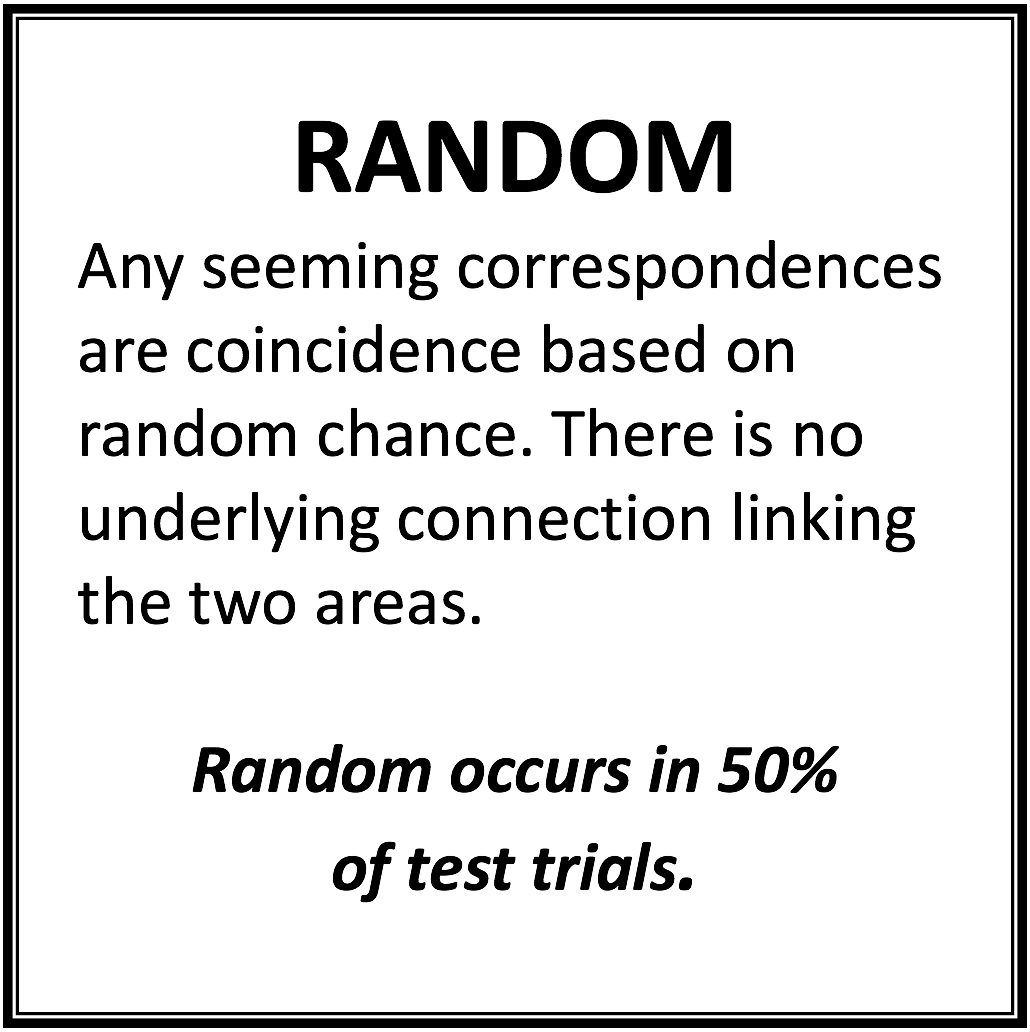 RANDOM
Any seeming correspondences
are coincidence based on
random chance. There is no
underlying connection linking
the two areas.
Random occurs in 50%
of test trials.